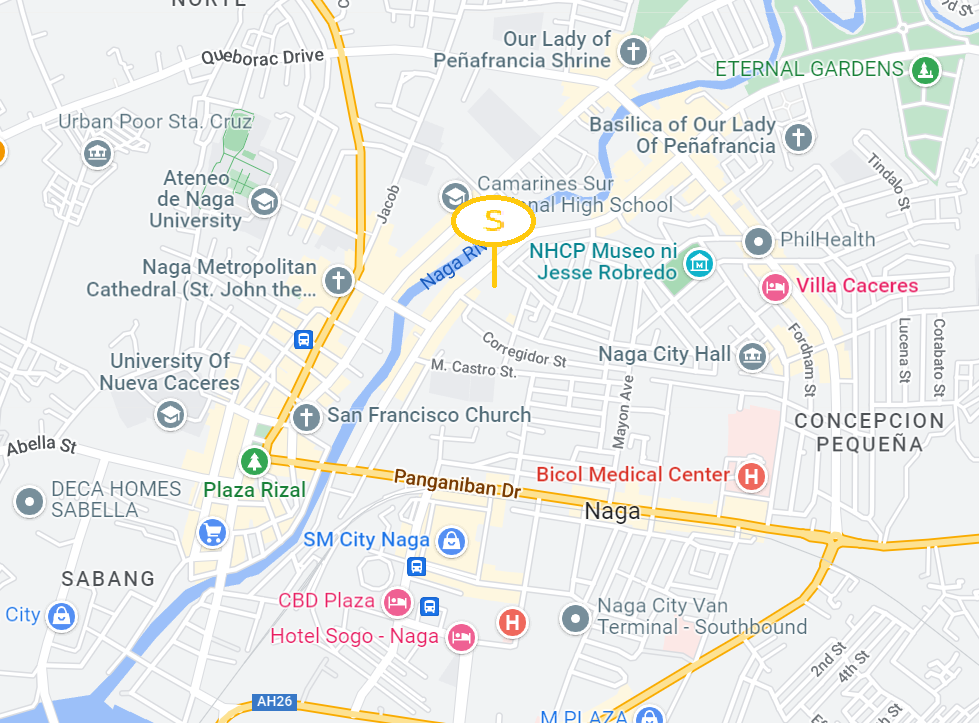 NORTE
Queborac Drive
Our Lady of
Peñafrancia Shrine
ETERNAL GARDENS
Urban Poor Sta. Cruz
Basilica of Our Lady
Of Peñafrancia
Tindalo St
Ateneo
de Naga
University
Jacob
Camarines Sur
High School
S
PhilHealth
NHCP Museo ni
Jesse Robredo
Naga
Naga Metropolitan
Cathedral (St. John the...
Villa Caceres
Corregidor St
Naga City Hall
Fordham St
Lucena St
Cotabato St
University Of
Nueva Caceres
M. Castro St.
Mayon Ave
San Francisco Church
CONCEPCION
PEQUEÑA
Abella St
Plaza Rizal
Panganiban Dr
Bicol Medical Center
H
DECA HOMES
SABELLA
Naga
SM City Naga
SABANG
CBD Plaza
City
H
Naga City Van
Terminal - Southbound
Hotel Sogo - Naga
2nd St
4th St
AH26
M PLAZA